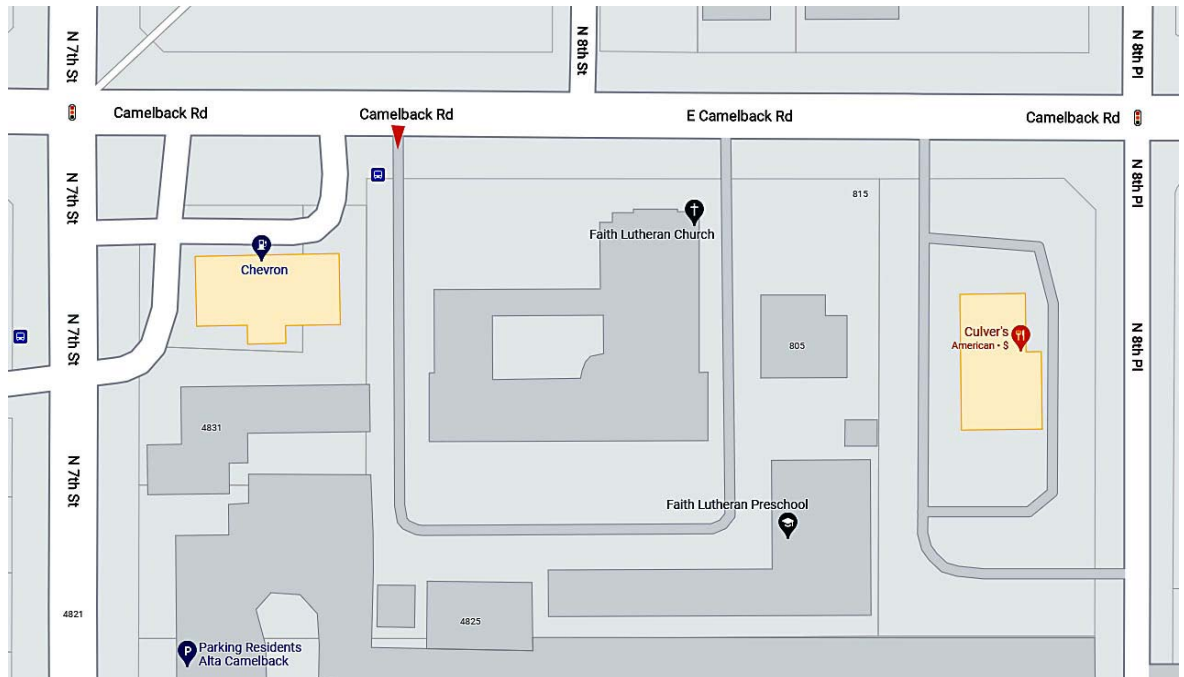 N 7th St
N 8th St
N 8th Pl
Camelback Rd
Camelback Rd
E Camelback Rd
Camelback Rd
N 7th St
N 8th Pl
815
Faith Lutheran Church
Chevron
N 7th St
Culver's
American • $
805
N 8th Pl
4831
N 7th St
Faith Lutheran Preschool
4821
4825
P
Parking Residents
Alta Camelback